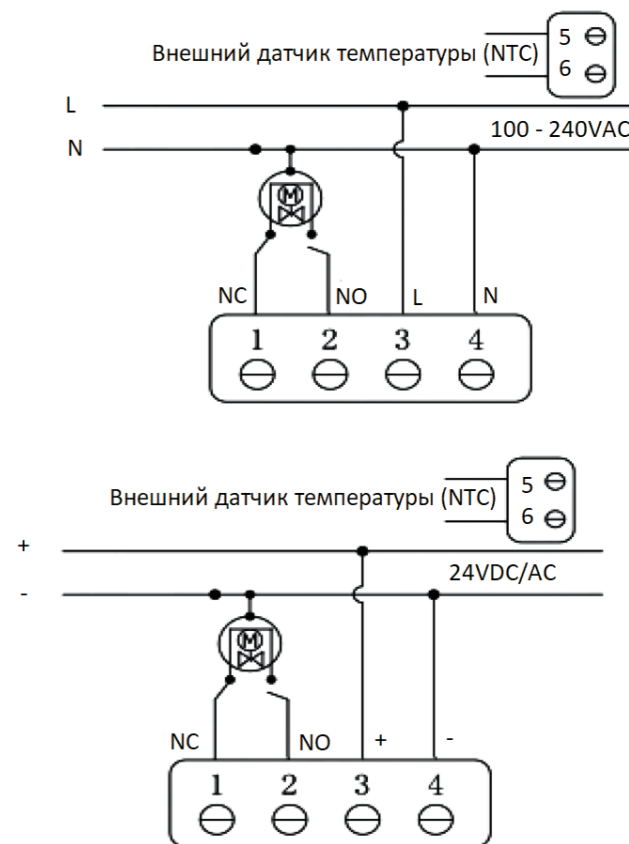 5
Внешний датчик температуры (NTC)
6
L
100 - 240VAC
N
M
NC NO L N
1 2 3 4
5
Внешний датчик температуры (NTC)
6
+
24VDC/AC
-
M
NC NO + -
1 2 3 4